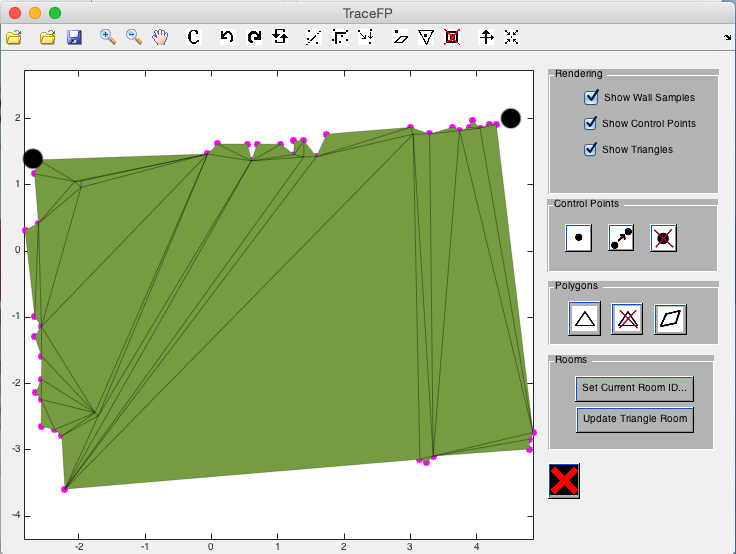 TraceFP
C
Rendering
Show Wall Samples
Show Control Points
Show Triangles
Control Points
Polygons
Rooms
Set Current Room ID...
Update Triangle Room
2
1
0
-1
-2
-3
-4
-2 -1 0 1 2 3 4